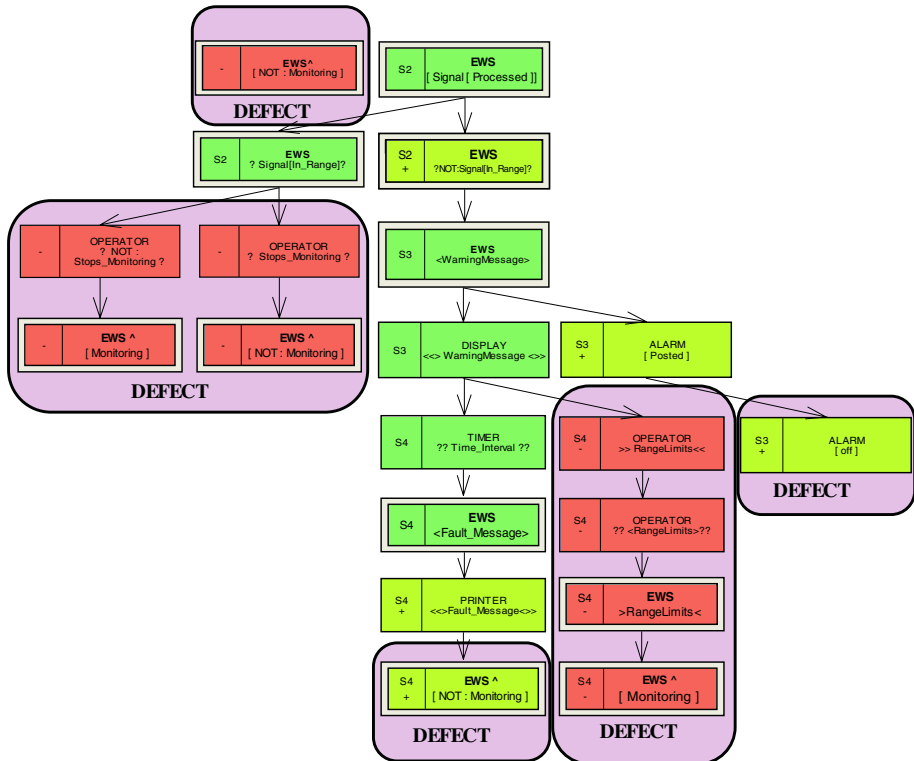 -
EWS^
[ NOT : Monitoring ]
DEFECT
S2
EWS
[ Signal [ Processed ]]
S2
EWS
? Signal[In_Range]?
S2
+
EWS
?NOT:Signal[In_Range]?
-
OPERATOR
? NOT :
Stops_Monitoring ?
-
OPERATOR
? Stops_Monitoring ?
S3
EWS
<WarningMessage>
-
EWS ^
[ Monitoring ]
-
EWS ^
[ NOT : Monitoring ]
DEFECT
S3
DISPLAY
<<> WarningMessage <>>
S3
+
ALARM
[ Posted ]
S4
TIMER
?? Time_Interval ??
S4
-
OPERATOR
>> RangeLimits<<
S3
+
ALARM
[ off ]
DEFECT
S4
EWS
<Fault_Message>
S4
-
OPERATOR
?? <RangeLimits>??
S4
+
PRINTER
<<>Fault_Message<>>
S4
-
EWS
>RangeLimits<
S4
+
EWS ^
[ NOT : Monitoring ]
DEFECT
S4
-
EWS ^
[ Monitoring ]
DEFECT